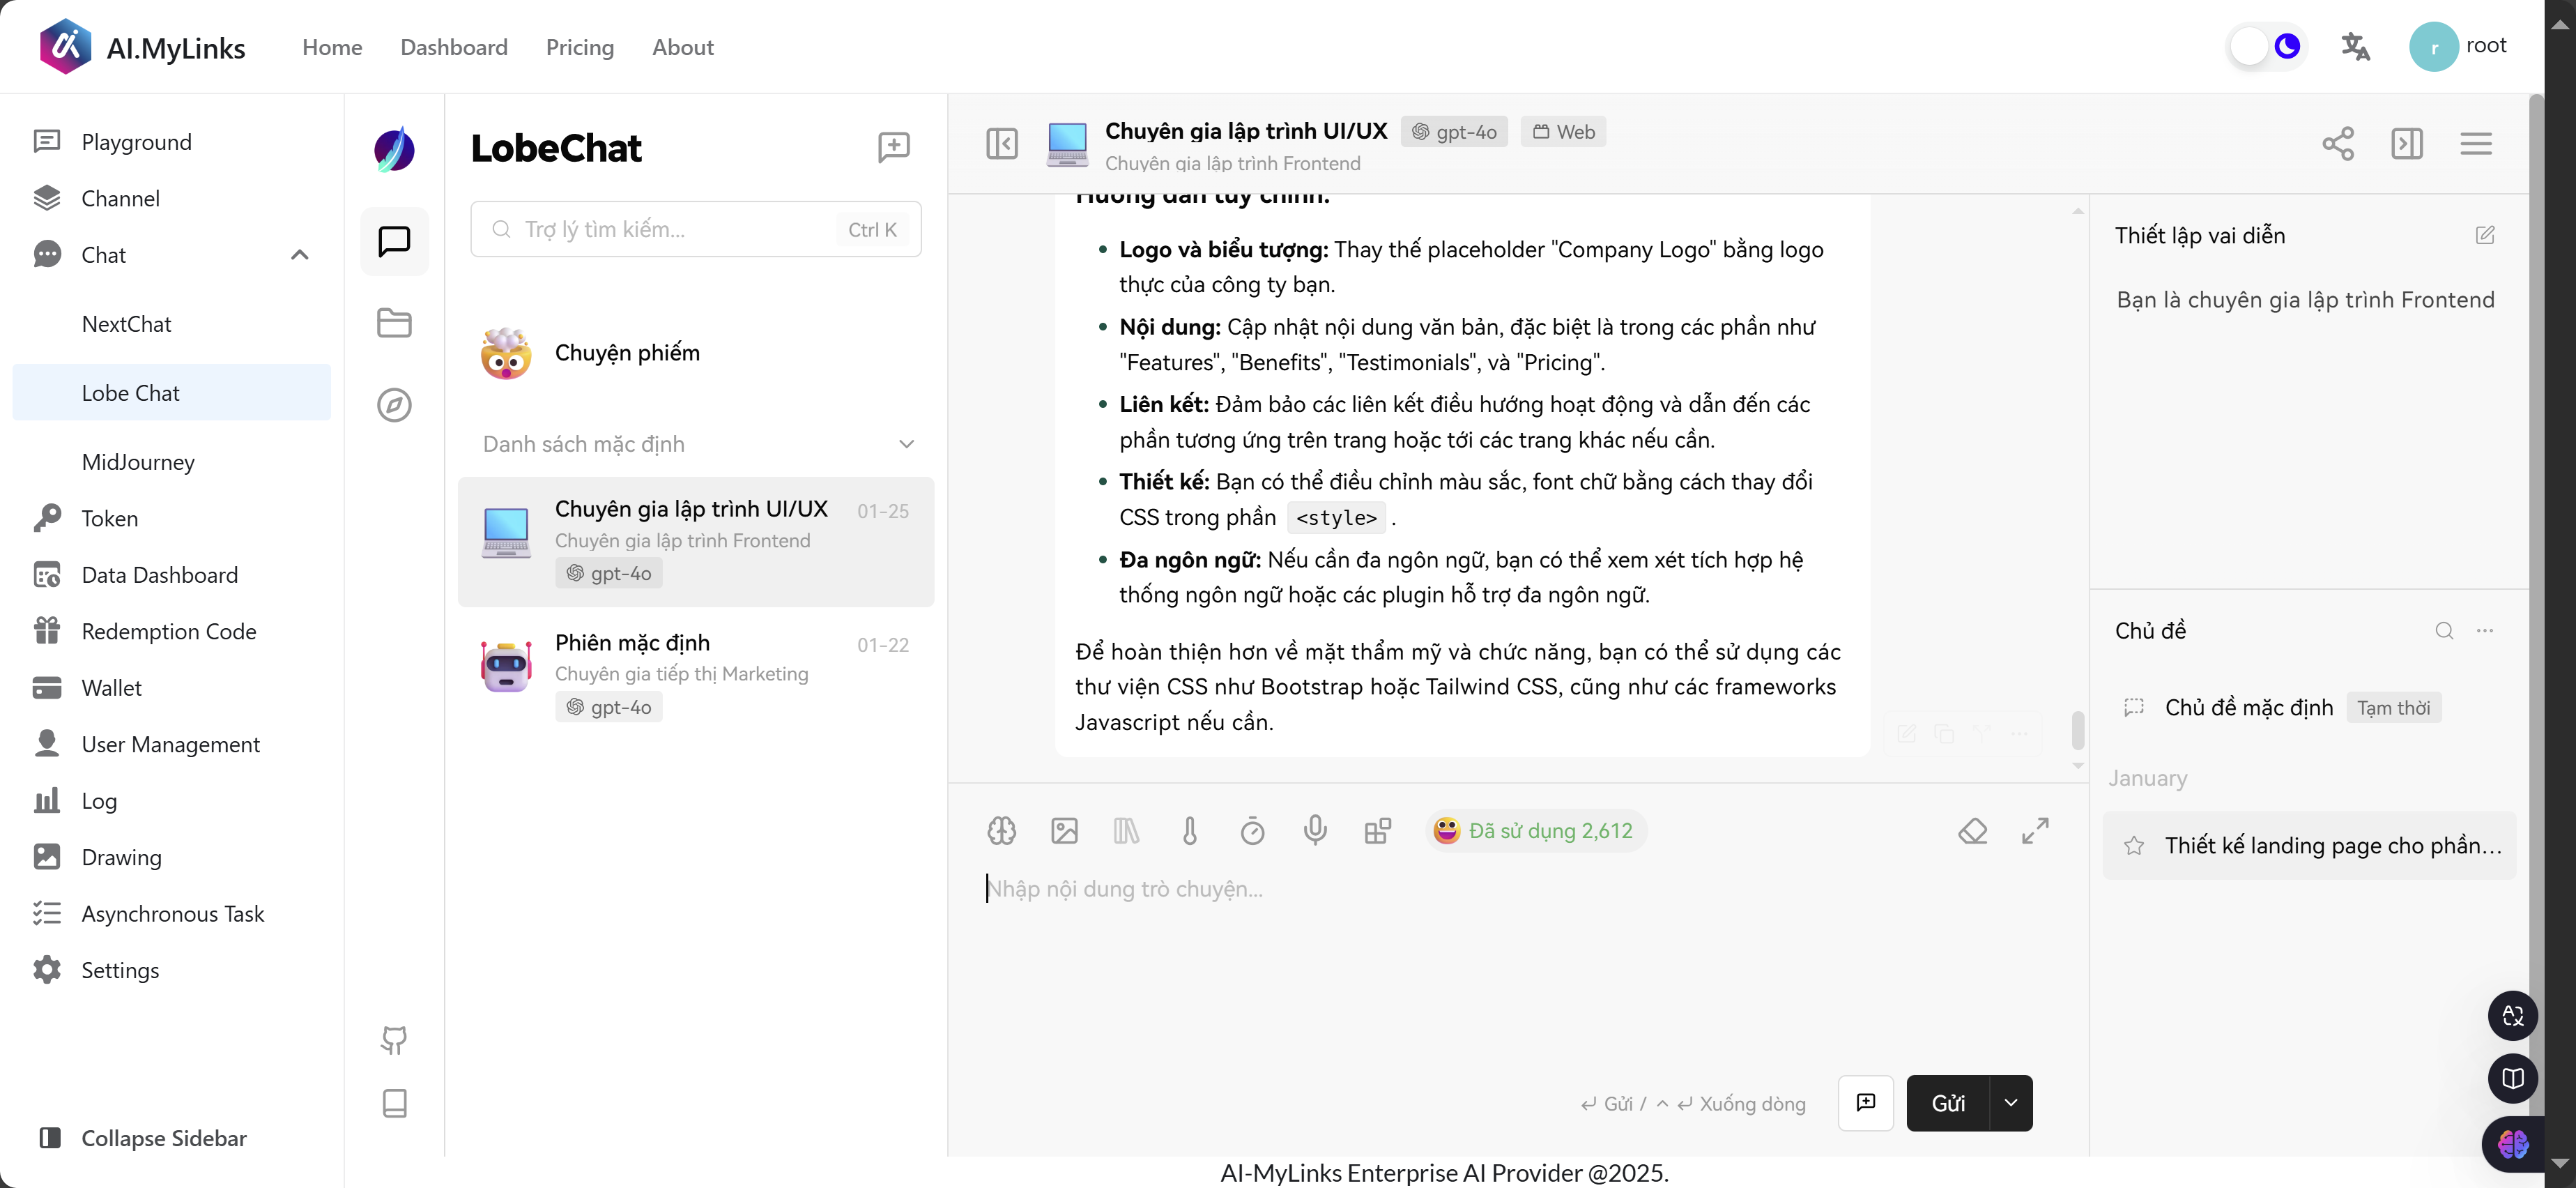 AI.MyLinks
Home
Dashboard
Pricing
About
r
root
Playground
Channel
Chat
NextChat
Lobe Chat
MidJourney
Token
Data Dashboard
Redemption Code
Wallet
User Management
Log
Drawing
Asynchronous Task
Settings
Collapse Sidebar
LobeChat
Trợ lý tìm kiếm...
Ctrl K
Chuyện phiếm
Danh sách mặc định
Chuyên gia lập trình UI/UX
01-25
Chuyên gia lập trình Frontend
gpt-4o
Phiên mặc định
01-22
Chuyên gia tiếp thị Marketing
gpt-4o
Chuyên gia lập trình UI/UX
gpt-4o
Web
Chuyên gia lập trình Frontend
Hướng dẫn tùy chỉnh:
Logo và biểu tượng: Thay thế placeholder "Company Logo" bằng logo
thực của công ty bạn.
Nội dung: Cập nhật nội dung văn bản, đặc biệt là trong các phần như
"Features", "Benefits", "Testimonials", và "Pricing".
Liên kết: Đảm bảo các liên kết điều hướng hoạt động và dẫn đến các
phần tương ứng trên trang hoặc tới các trang khác nếu cần.
Thiết kế: Bạn có thể điều chỉnh màu sắc, font chữ bằng cách thay đổi
CSS trong phần <style> .
Đa ngôn ngữ: Nếu cần đa ngôn ngữ, bạn có thể xem xét tích hợp hệ
thống ngôn ngữ hoặc các plugin hỗ trợ đa ngôn ngữ.
Để hoàn thiện hơn về mặt thẩm mỹ và chức năng, bạn có thể sử dụng các
thư viện CSS như Bootstrap hoặc Tailwind CSS, cũng như các frameworks
Javascript nếu cần.
Đã sử dụng 2,612
Nhập nội dung trò chuyện...
Gửi / Xuống dòng
Gửi
Thiết lập vai diễn
Bạn là chuyên gia lập trình Frontend
Chủ đề
Chủ đề mặc định
Tạm thời
January
Thiết kế landing page cho phần...
AI-MyLinks Enterprise AI Provider @2025.